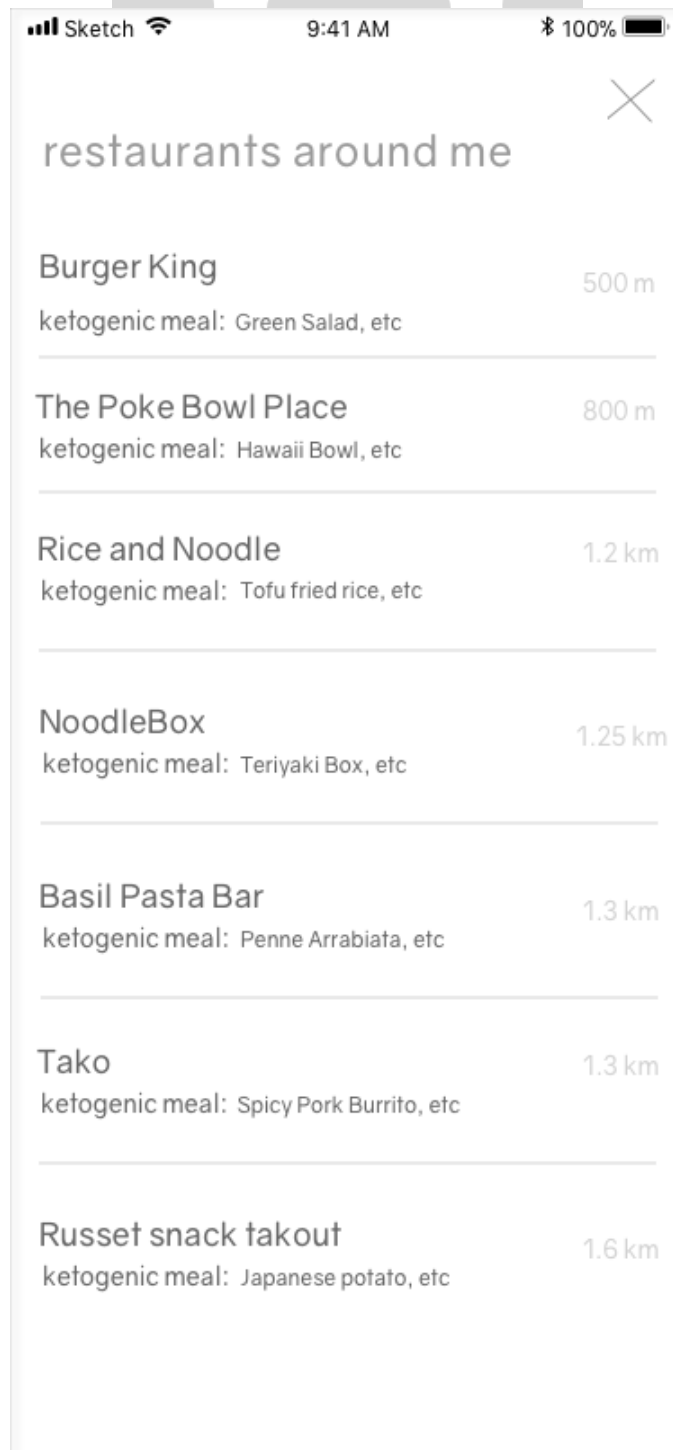 Sketch 9:41 AM 100%
restaurants around me
Burger King 500 m
ketogenic meal: Green Salad, etc
The Poke Bowl Place 800 m
ketogenic meal: Hawaii Bowl, etc
Rice and Noodle 1.2 km
ketogenic meal: Tofu fried rice, etc
NoodleBox 1.25 km
ketogenic meal: Teriyaki Box, etc
Basil Pasta Bar 1.3 km
ketogenic meal: Penne Arrabiata, etc
Tako 1.3 km
ketogenic meal: Spicy Pork Burrito, etc
Russet snack takout 1.6 km
ketogenic meal: Japanese potato, etc